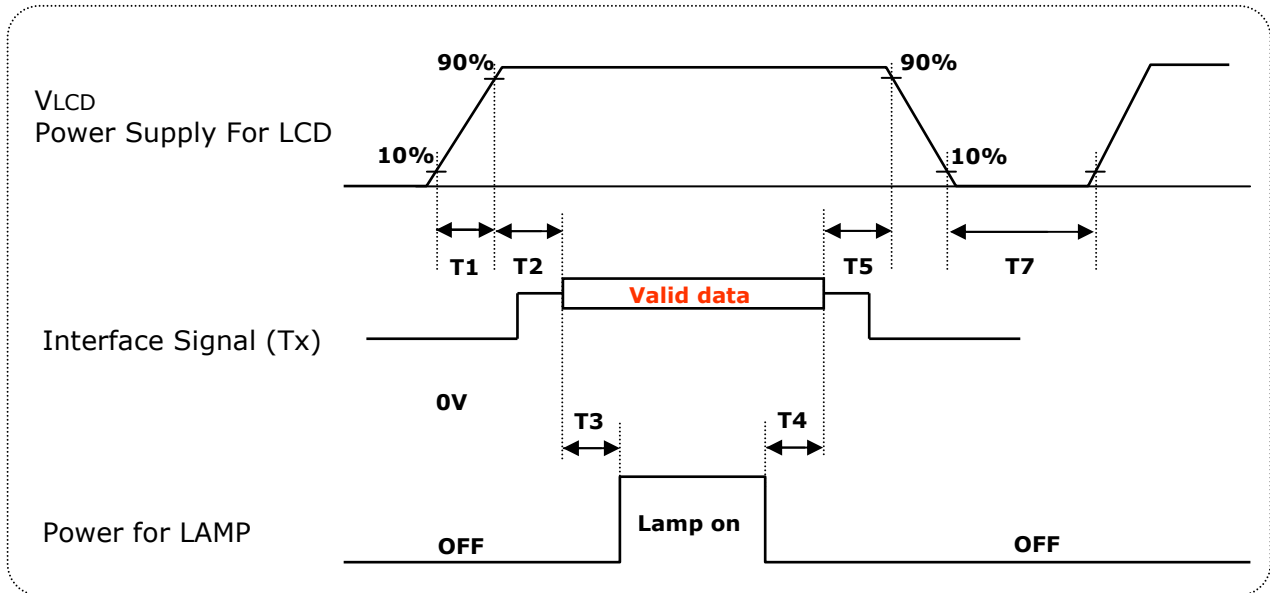 90%
90%
VLCD
Power Supply For LCD
10%
10%
T1
T2
T5
T7
Valid data
Interface Signal (Tx)
0V
T3
T4
Power for LAMP
OFF
Lamp on
OFF